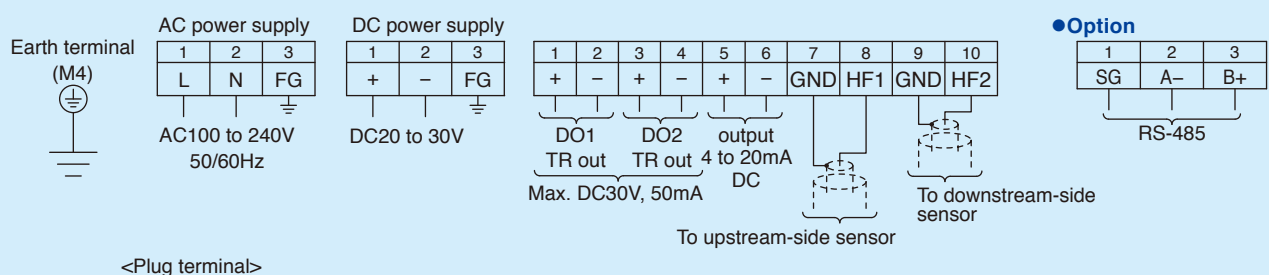 Earth terminal
(M4)
AC power supply
1 2 3
L N FG
AC100 to 240V
50/60Hz
DC power supply
1 2 3
+ − FG
DC20 to 30V
1 2 3 4 5 6 7 8 9 10
+ − + − + − GND HF1 GND HF2
DO1
TR out
DO2
TR out
Max. DC30V, 50mA
output
4 to 20mA
DC
To upstream-side sensor
To downstream-side
sensor
●Option
1 2 3
SG A− B+
RS-485
<Plug terminal>